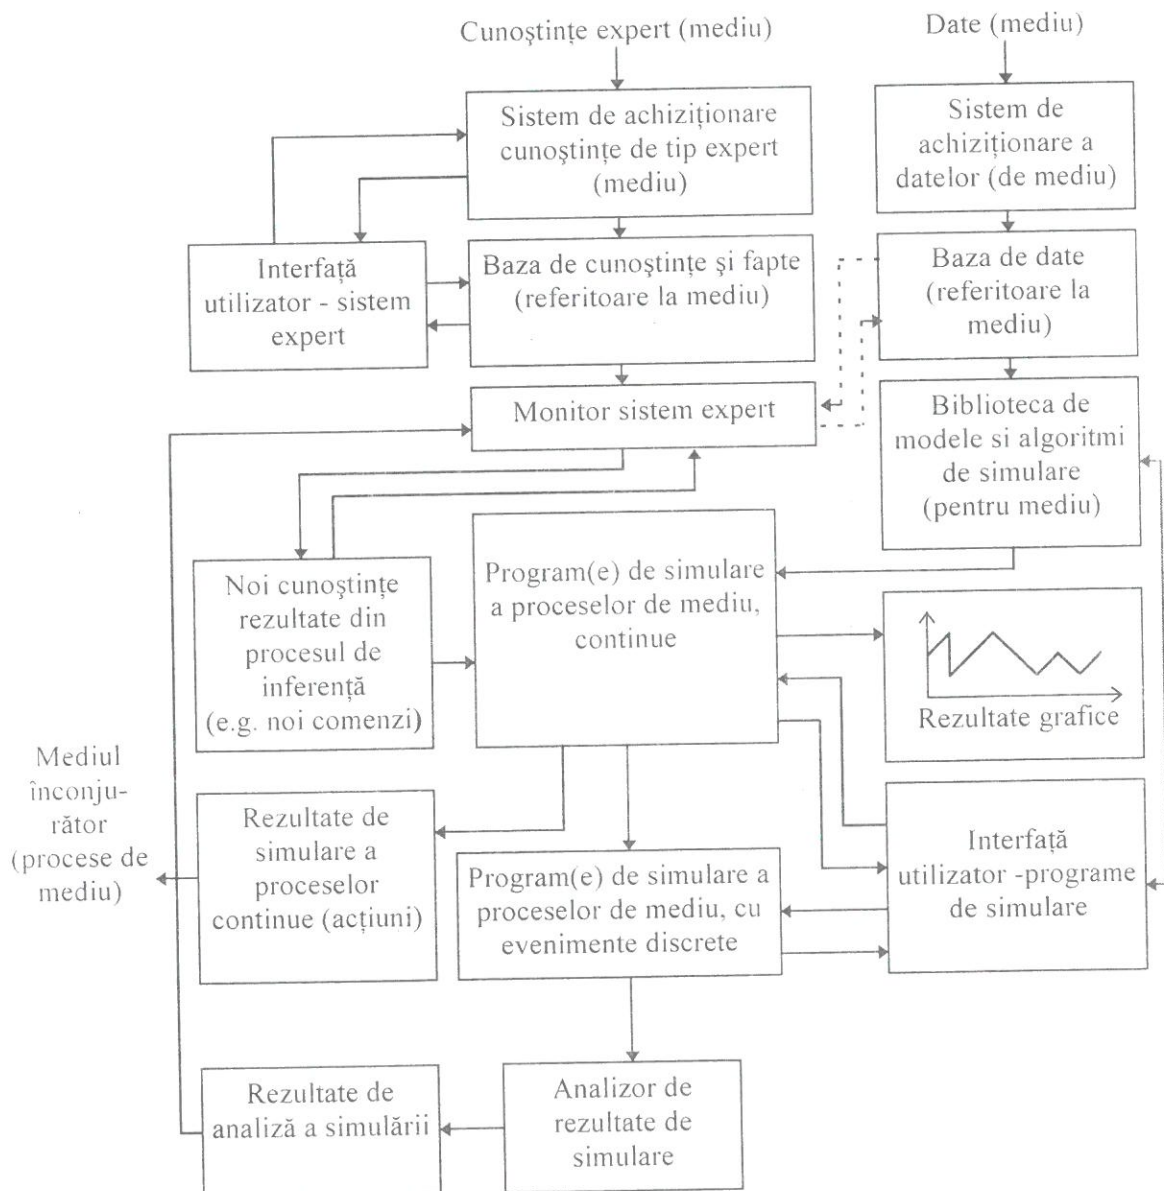 Cunoştinţe expert (mediu)
Date (mediu)
Sistem de achiziţionare
cunoştinţe de tip expert
(mediu)
Sistem de
achiziţionare a
datelor (de mediu)
Interfaţă
utilizator - sistem
expert
Baza de cunoştinţe şi fapte
(referitoare la mediu)
Baza de date
(referitoare la
mediu)
Monitor sistem expert
Biblioteca de
modele si algoritmi
de simulare
(pentru mediu)
Noi cunoştinţe
rezultate din
procesul de
inferenţă
(e.g. noi comenzi)
Program(e) de simulare
a proceselor de mediu,
continue
Rezultate grafice
Mediul
înconju-
rător
(procese de
mediu)
Rezultate de
simulare a
proceselor
continue (acţiuni)
Program(e) de simulare a
proceselor de mediu, cu
evenimente discrete
Interfaţă
utilizator -programe
de simulare
Rezultate de
analiză a simulării
Analizor de
rezultate de
simulare